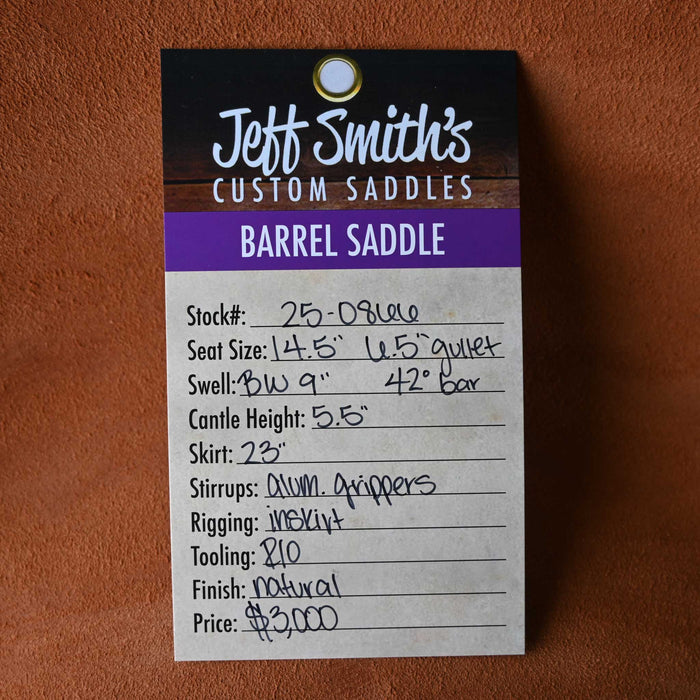 Jeff Smith's
CUSTOM SADDLES
BARREL SADDLE
Stock#: 25-0866
Seat Size: 14.5" 6.5" gullet
Swell: BW 9" 42° bar
Cantle Height: 5.5"
Skirt: 23"
Stirrups: alum. grippers
Rigging: inskirt
Tooling: R10
Finish: natural
Price: $3,000